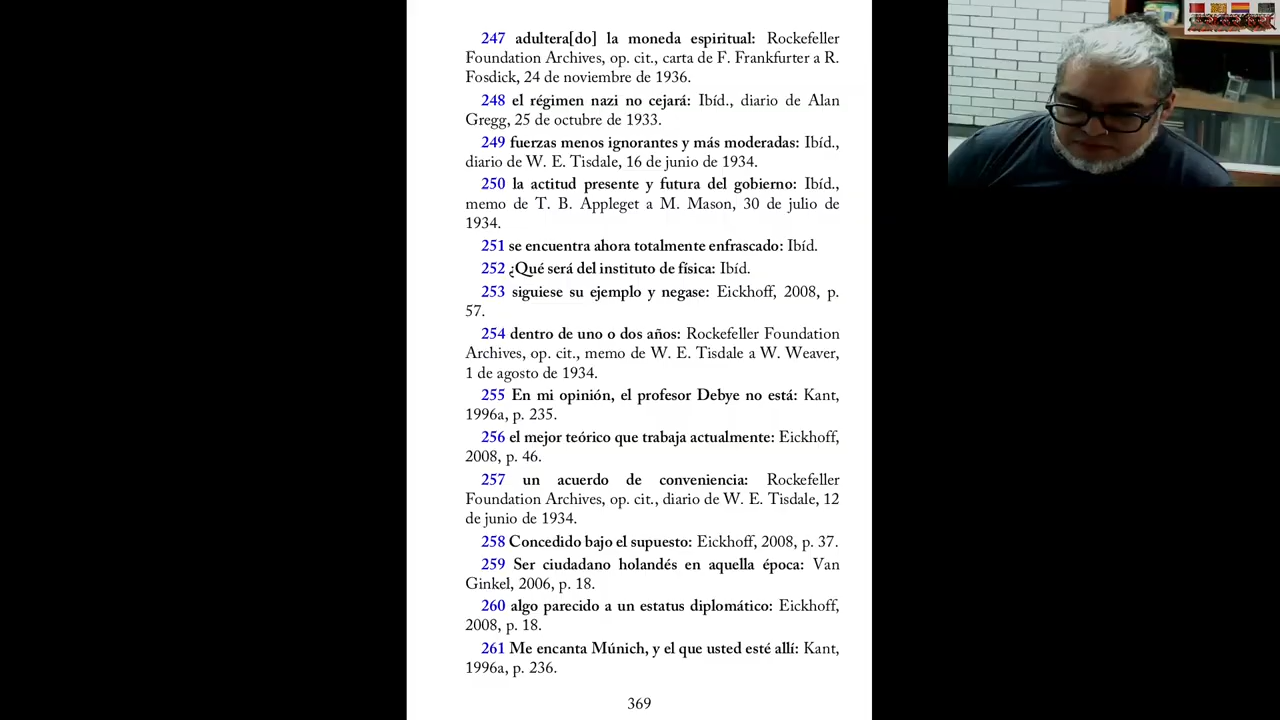 247 adultera[do] la moneda espiritual: Rockefeller
Foundation Archives, op. cit., carta de F. Frankfurter a R.
Fosdick, 24 de noviembre de 1936.
248 el régimen nazi no cejará: Ibíd., diario de Alan
Gregg, 25 de octubre de 1933.
249 fuerzas menos ignorantes y más moderadas: Ibíd.,
diario de W. E. Tisdale, 16 de junio de 1934.
250 la actitud presente y futura del gobierno: Ibíd.,
memo de T. B. Appleget a M. Mason, 30 de julio de
1934.
251 se encuentra ahora totalmente enfrascado: Ibíd.
252 ¿Qué será del instituto de física: Ibíd.
253 siguiese su ejemplo y negase: Eickhoff, 2008, p.
57.
254 dentro de uno o dos años: Rockefeller Foundation
Archives, op. cit., memo de W. E. Tisdale a W. Weaver,
1 de agosto de 1934.
255 En mi opinión, el profesor Debye no está: Kant,
1996a, p. 235.
256 el mejor teórico que trabaja actualmente: Eickhoff,
2008, p. 46.
257 un acuerdo de conveniencia: Rockefeller
Foundation Archives, op. cit., diario de W. E. Tisdale, 12
de junio de 1934.
258 Concedido bajo el supuesto: Eickhoff, 2008, p. 37.
259 Ser ciudadano holandés en aquella época: Van
Ginkel, 2006, p. 18.
260 algo parecido a un estatus diplomático: Eickhoff,
2008, p. 18.
261 Me encanta Múnich, y el que usted esté allí: Kant,
1996a, p. 236.
369